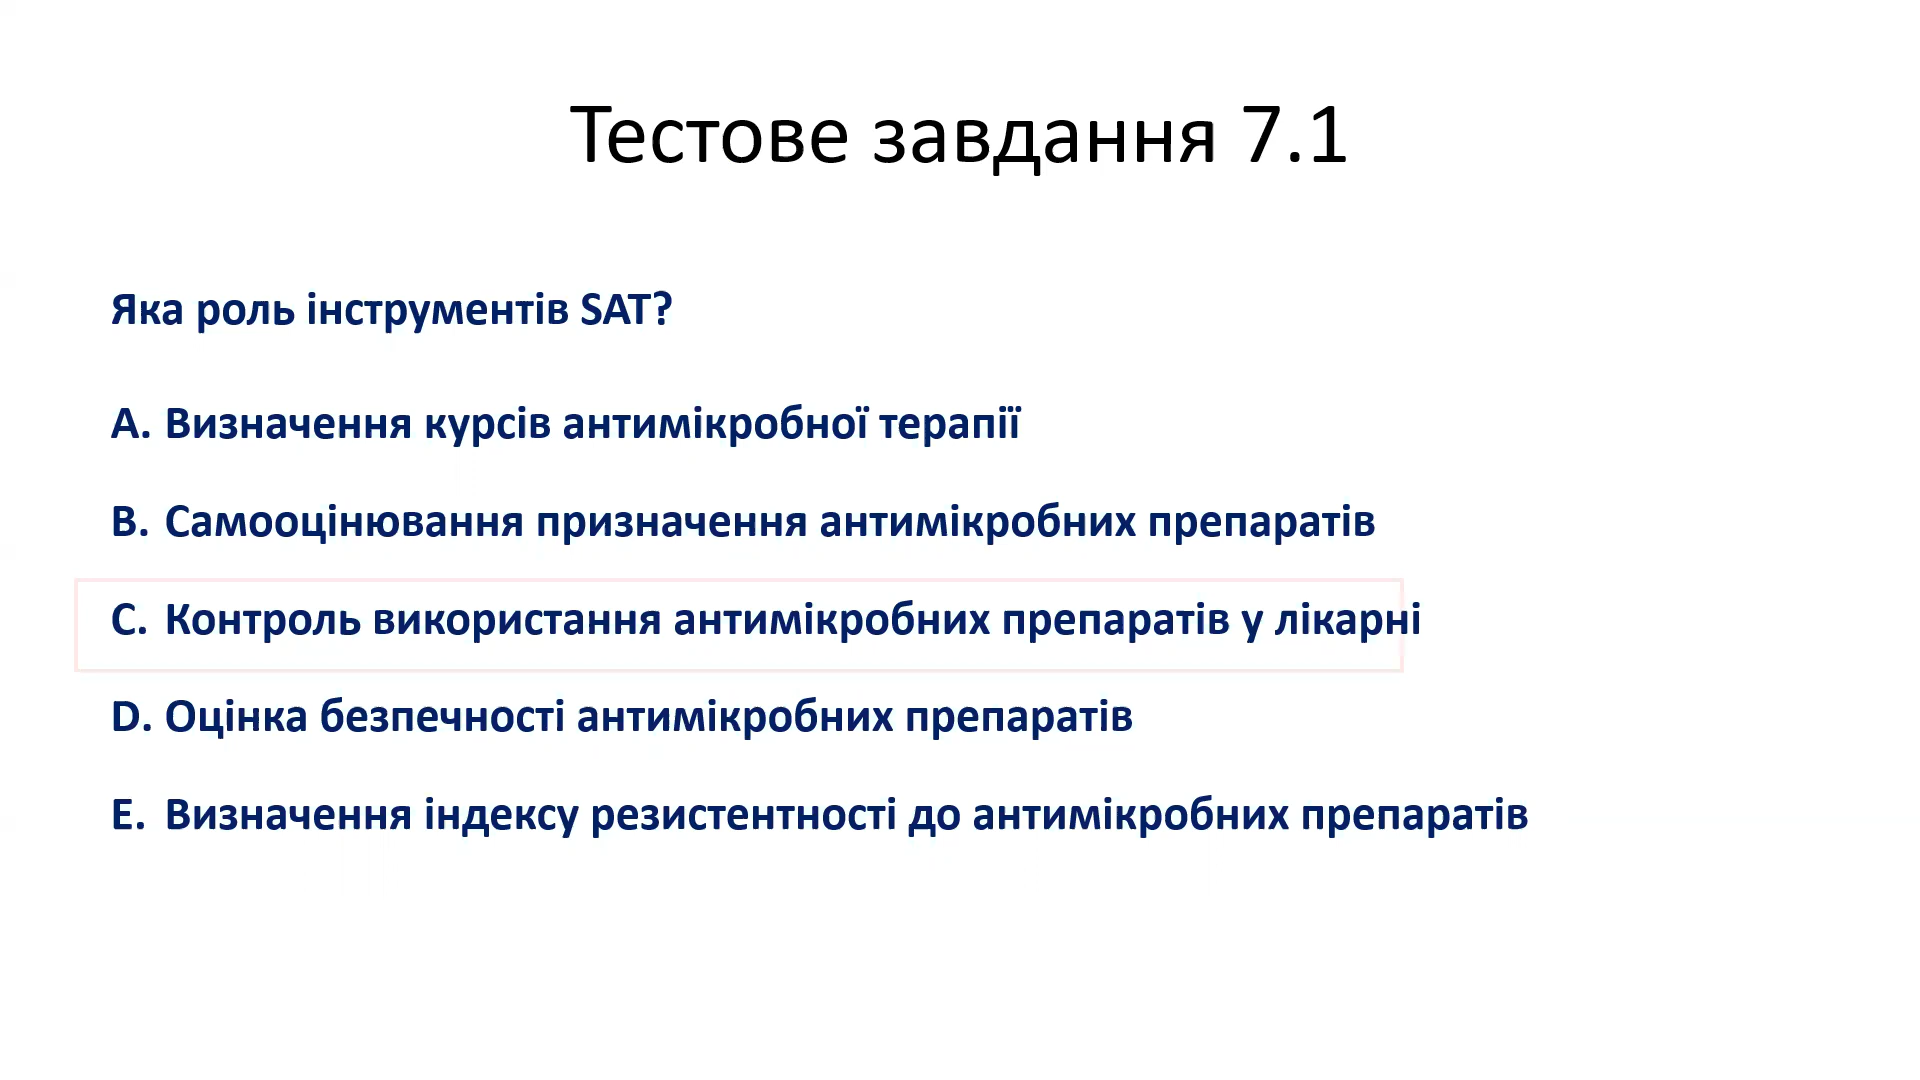 Тестове завдання 7.1
Яка роль інструментів SAT?
A. Визначення курсів антимікробної терапії
B. Самооцінювання призначення антимікробних препаратів
C. Контроль використання антимікробних препаратів у лікарні
D. Оцінка безпечності антимікробних препаратів
E. Визначення індексу резистентності до антимікробних препаратів